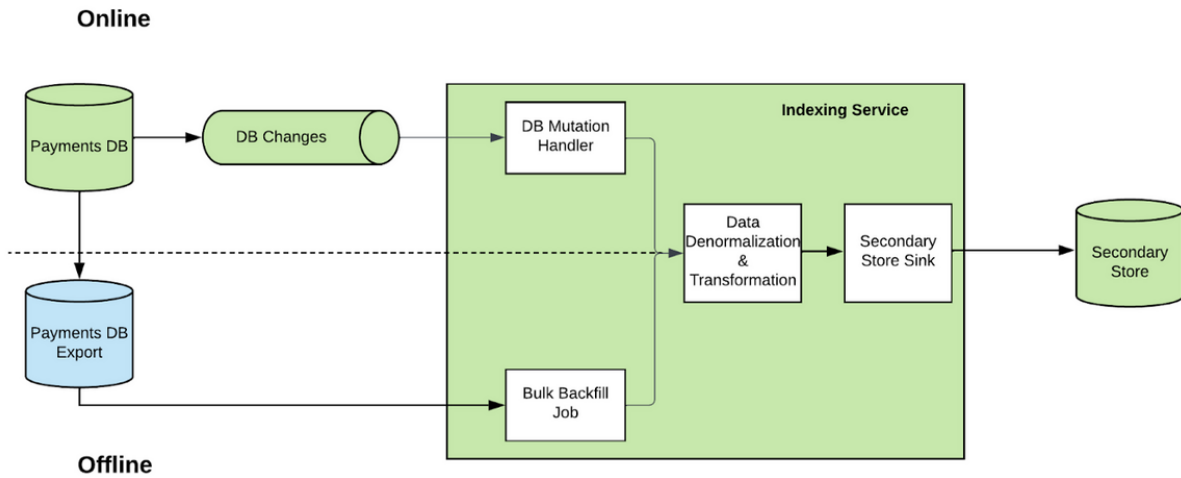 Online
Payments DB
DB Changes
DB Mutation
Handler
Indexing Service
Data
Denormalization
&
Transformation
Secondary
Store Sink
Secondary
Store
Payments DB
Export
Bulk Backfill
Job
Offline